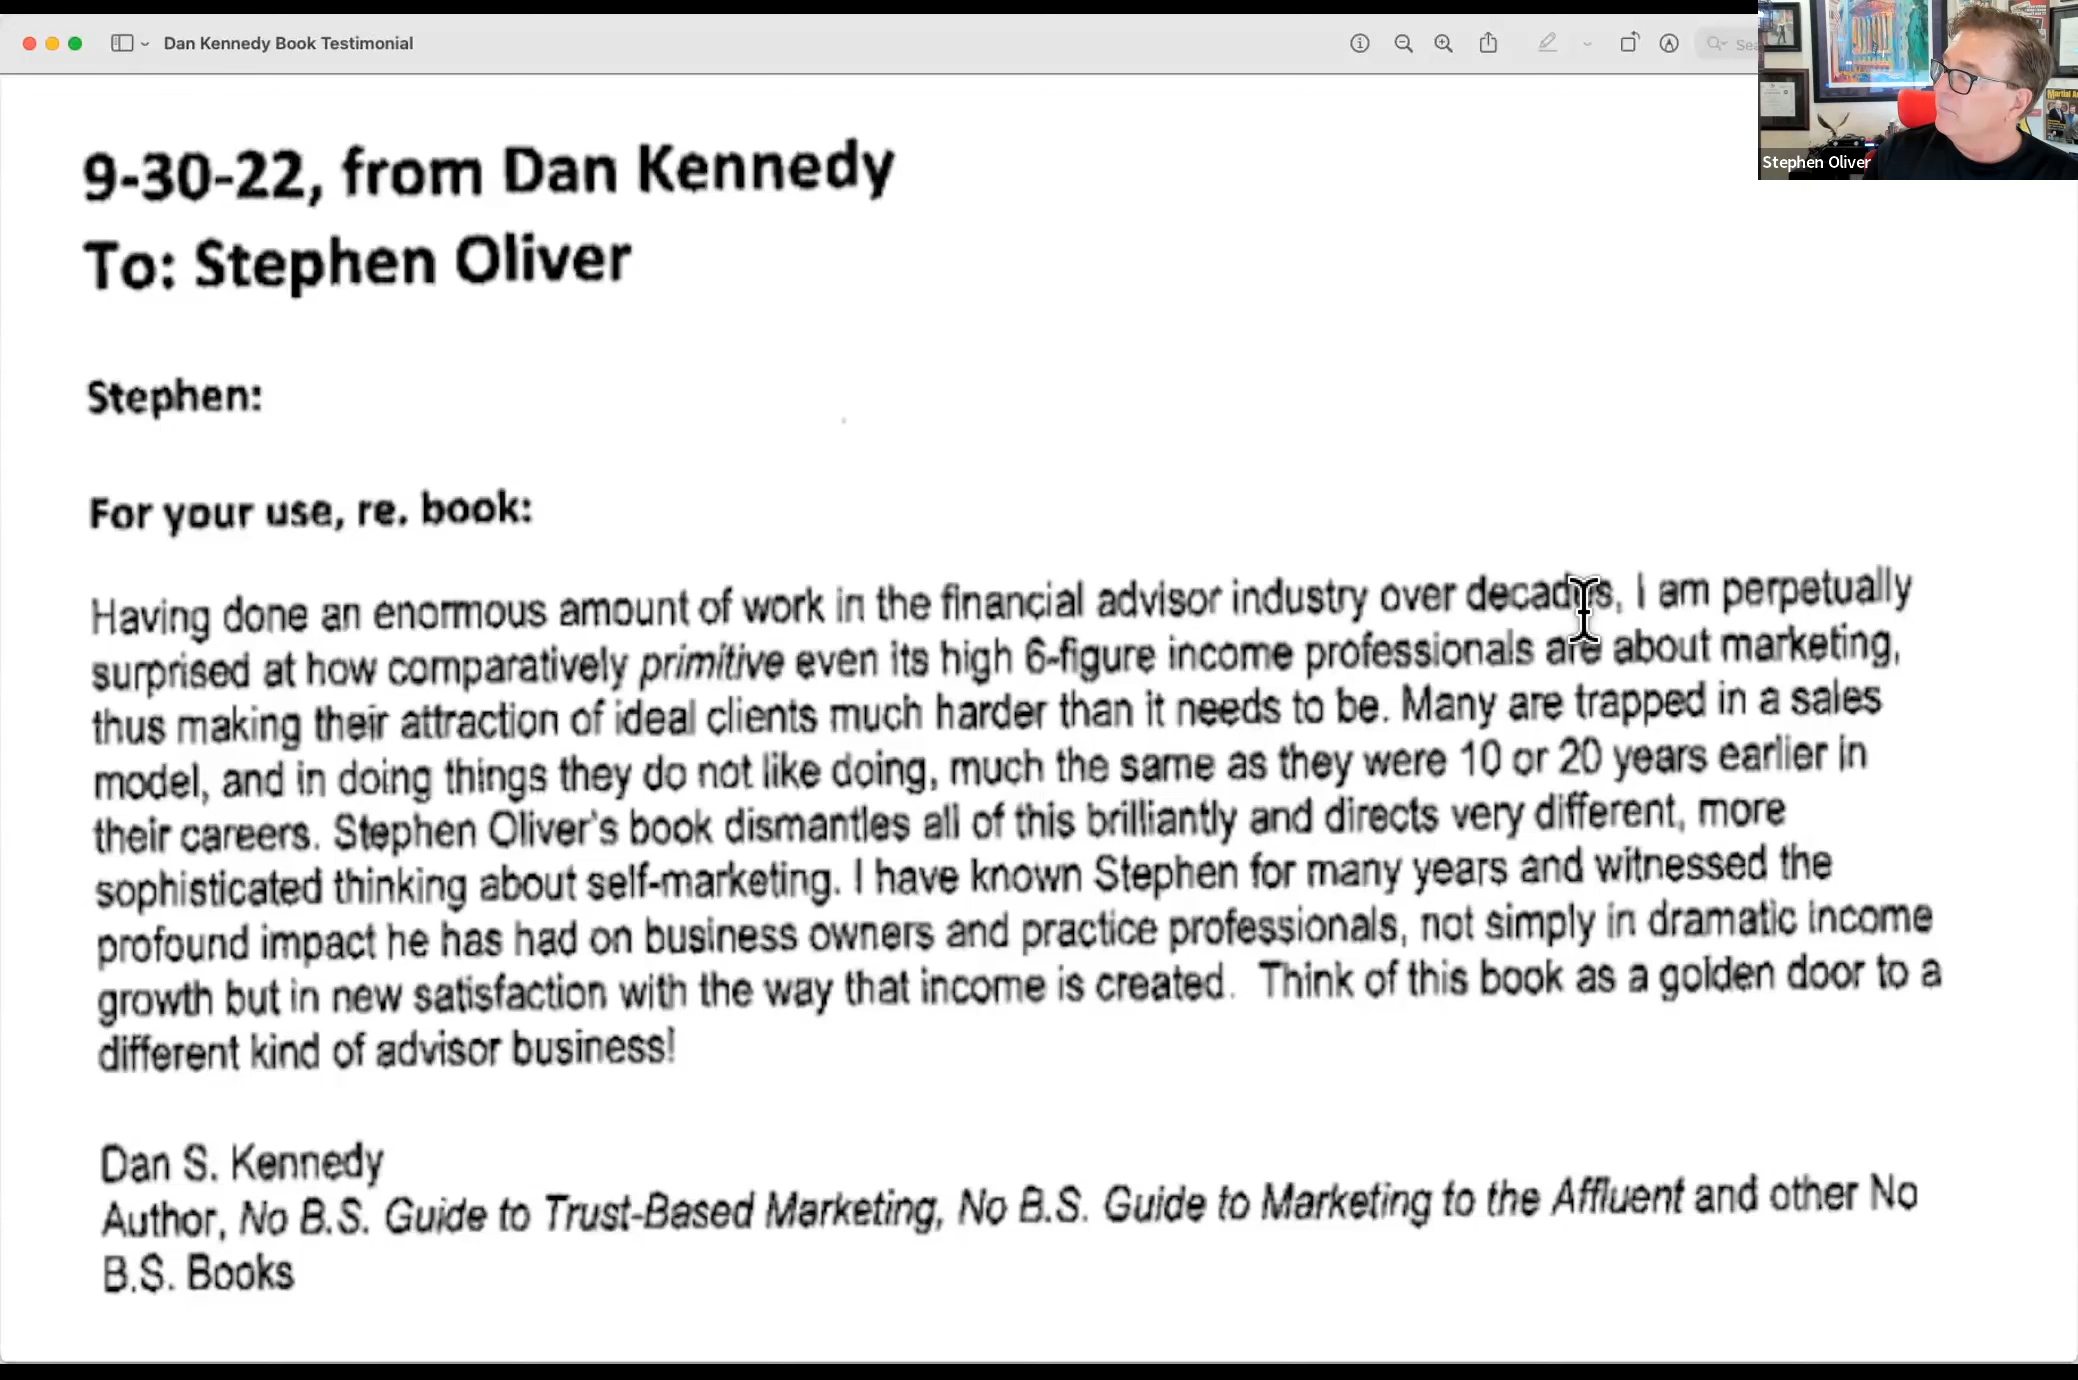 Dan Kennedy Book Testimonial
Stephen Oliver
9-30-22, from Dan Kennedy
To: Stephen Oliver
Stephen:
For your use, re. book:
Having done an enormous amount of work in the financial advisor industry over decades, I am perpetually
surprised at how comparatively primitive even its high 6-figure income professionals are about marketing,
thus making their attraction of ideal clients much harder than it needs to be. Many are trapped in a sales
model, and in doing things they do not like doing, much the same as they were 10 or 20 years earlier in
their careers. Stephen Oliver's book dismantles all of this brilliantly and directs very different, more
sophisticated thinking about self-marketing. I have known Stephen for many years and witnessed the
profound impact he has had on business owners and practice professionals, not simply in dramatic income
growth but in new satisfaction with the way that income is created. Think of this book as a golden door to a
different kind of advisor business!
Dan S. Kennedy
Author, No B.S. Guide to Trust-Based Marketing, No B.S. Guide to Marketing to the Affluent and other No
B.S. Books